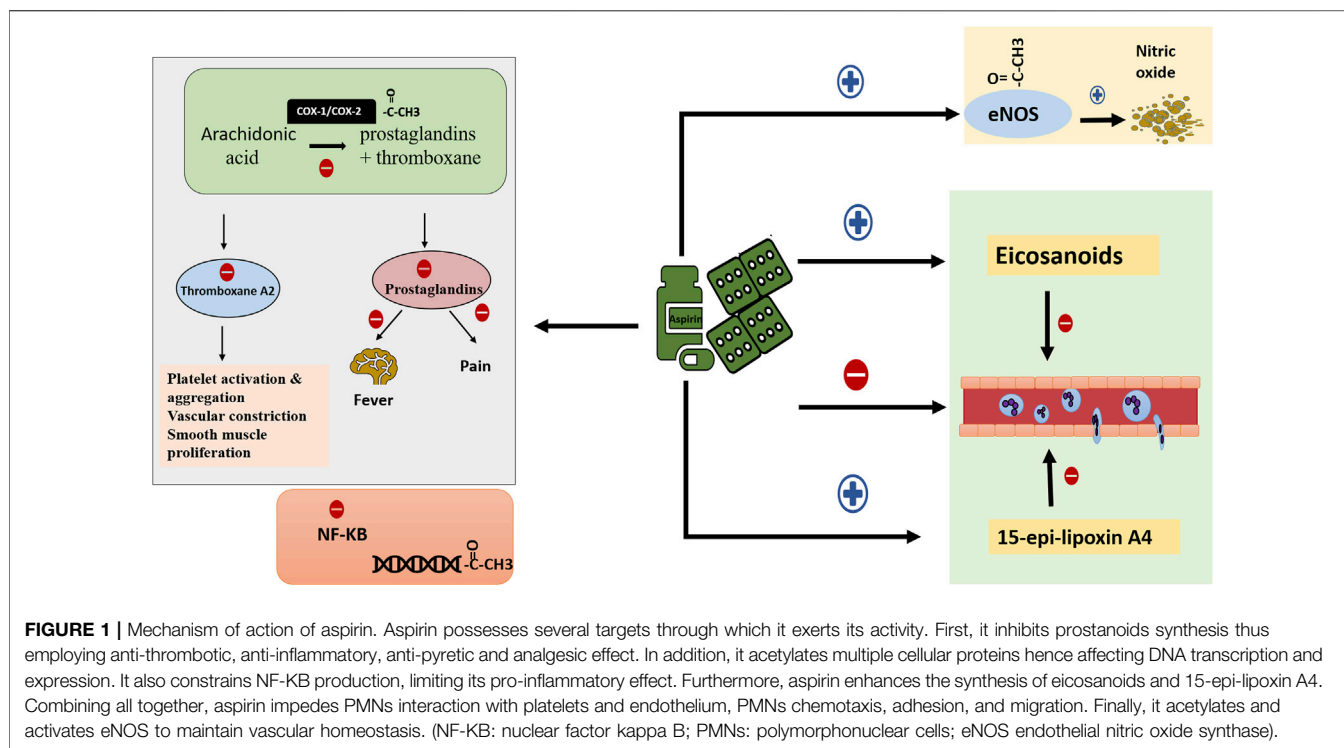 COX-1/COX-2
O
=
-C-CH3
Arachidonic
acid
prostaglandins
+ thromboxane
Thromboxane A2
Prostaglandins
Platelet activation &
aggregation
Vascular constriction
Smooth muscle
proliferation
Fever
Pain
NF-KB
O
=
-C-CH3
Aspirin
O=
-C-CH3
eNOS
Nitric
oxide
Eicosanoids
15-epi-lipoxin A4
FIGURE 1 | Mechanism of action of aspirin. Aspirin possesses several targets through which it exerts its activity. First, it inhibits prostanoids synthesis thus
employing anti-thrombotic, anti-inflammatory, anti-pyretic and analgesic effect. In addition, it acetylates multiple cellular proteins hence affecting DNA transcription and
expression. It also constrains NF-KB production, limiting its pro-inflammatory effect. Furthermore, aspirin enhances the synthesis of eicosanoids and 15-epi-lipoxin A4.
Combining all together, aspirin impedes PMNs interaction with platelets and endothelium, PMNs chemotaxis, adhesion, and migration. Finally, it acetylates and
activates eNOS to maintain vascular homeostasis. (NF-KB: nuclear factor kappa B; PMNs: polymorphonuclear cells; eNOS endothelial nitric oxide synthase).